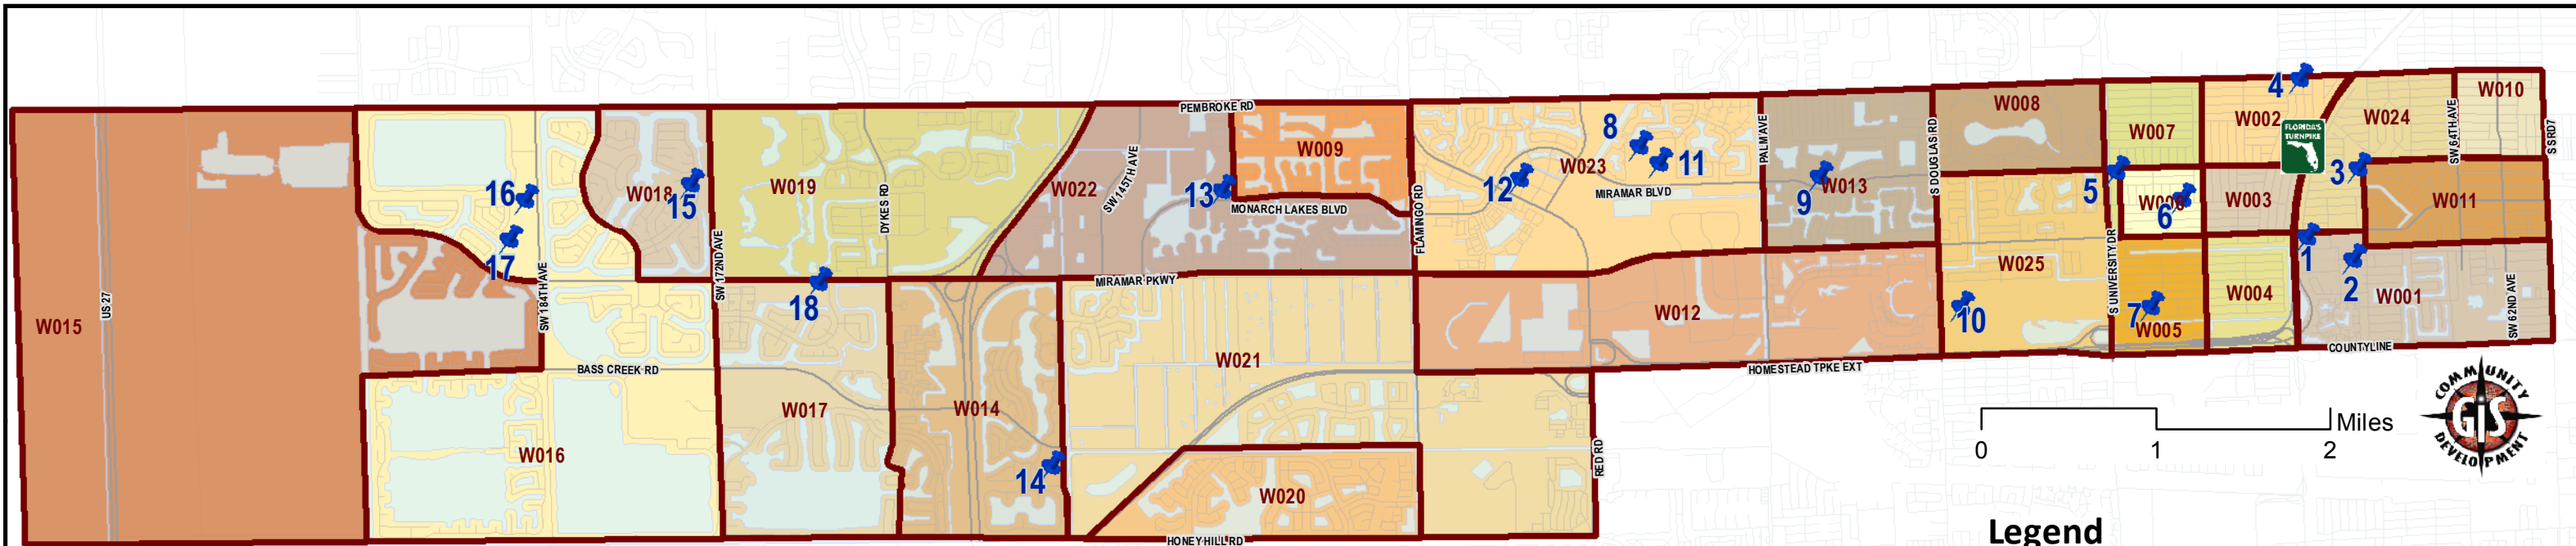 PEMBROKE RD
4
W010
W008
W002
W024
SW 64TH AVE
S SRD7
8
PALM AVE
S DOUGLAS RD
W007
FLORIDA'S
TURNPIKE
W009
W023
11
16
W018
15
W019
DYKES RD
W022
SW 145TH AVE
13
MONARCH LAKES BLVD
FLAMINGO RD
12
MIRAMAR BLVD
9
W013
5
W006
6
W003
3
W011
17
SW 184TH AVE
SW 172ND AVE
18
MIRAMAR PKWY
W025
S UNIVERSITY DR
1
2
W015
US 27
W012
10
7
W005
W004
W001
SW 62ND AVE
COUNTYLINE
BASS CREEK RD
W021
HOMESTEAD TPKE EXT
W017
W014
W016
14
W020
RED RD
HONEY HILL RD
0 1 2 Miles
COMMUNITY
GIS
DEVELOPMENT
Legend